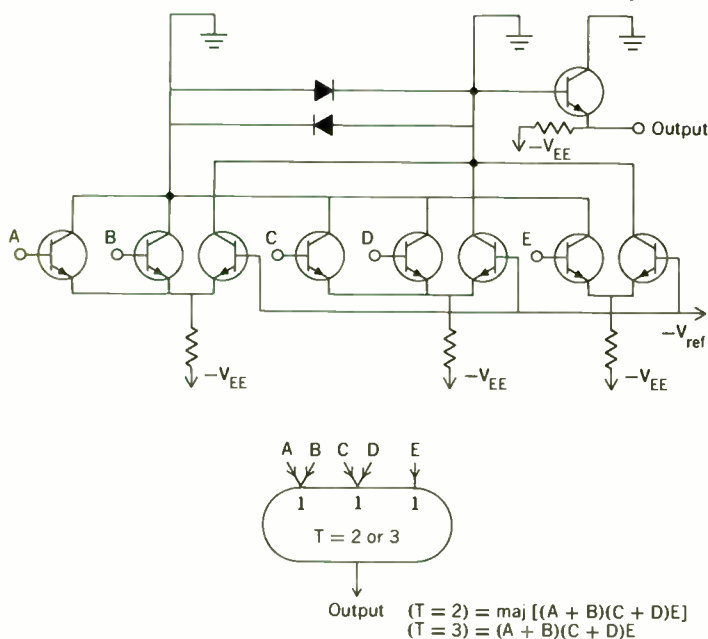 Output
–V_EE
A
B
C
D
E
–V_ref
–V_EE
–V_EE
–V_EE
A B C D E
1 1 1
T = 2 or 3
Output (T = 2) = maj [(A + B)(C + D)E]
(T = 3) = (A + B)(C + D)E